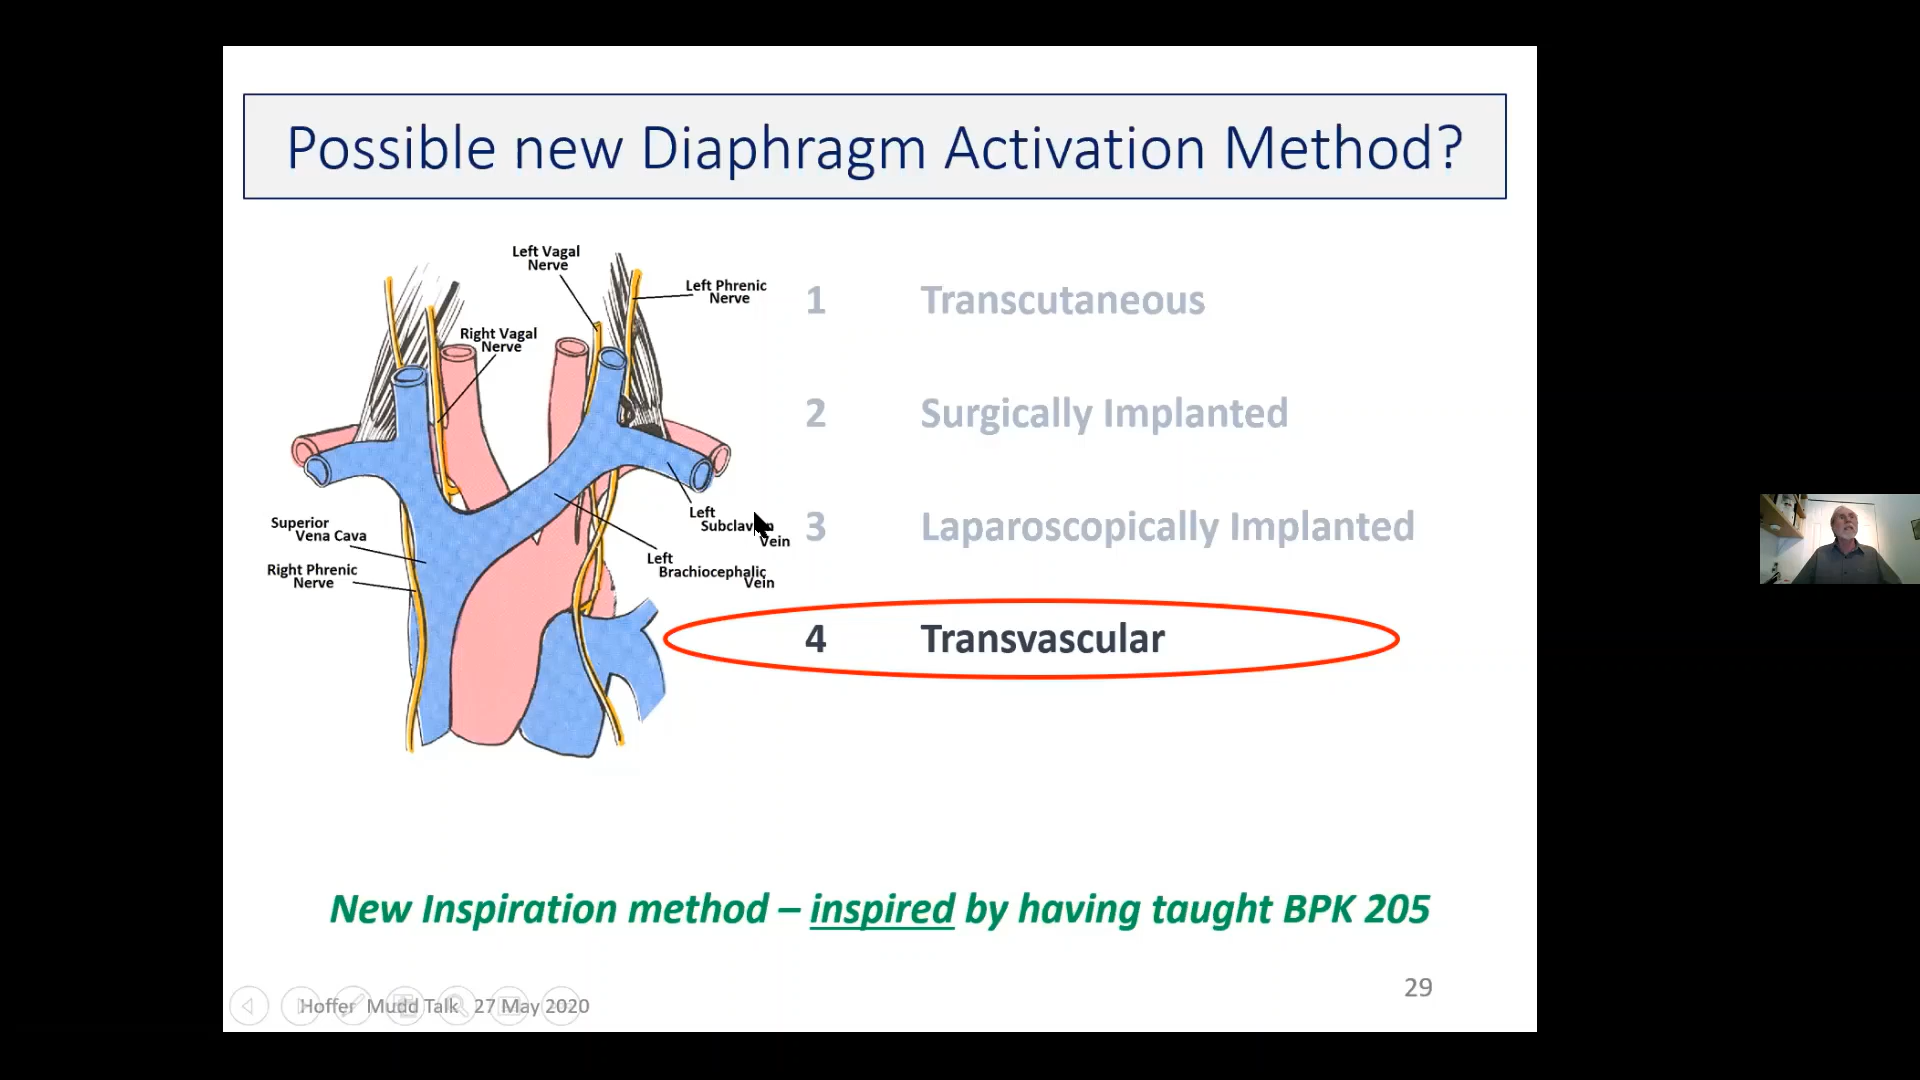 Possible new Diaphragm Activation Method?
Left Vagal
Nerve
Left Phrenic
Nerve
Right Vagal
Nerve
Superior
Vena Cava
Right Phrenic
Nerve
Left
Subclavian
Vein
Left
Brachiocephalic
Vein
1 Transcutaneous
2 Surgically Implanted
3 Laparoscopically Implanted
4 Transvascular
New Inspiration method – inspired by having taught BPK 205
Hoffer Mudd Talk 27 May 2020
29